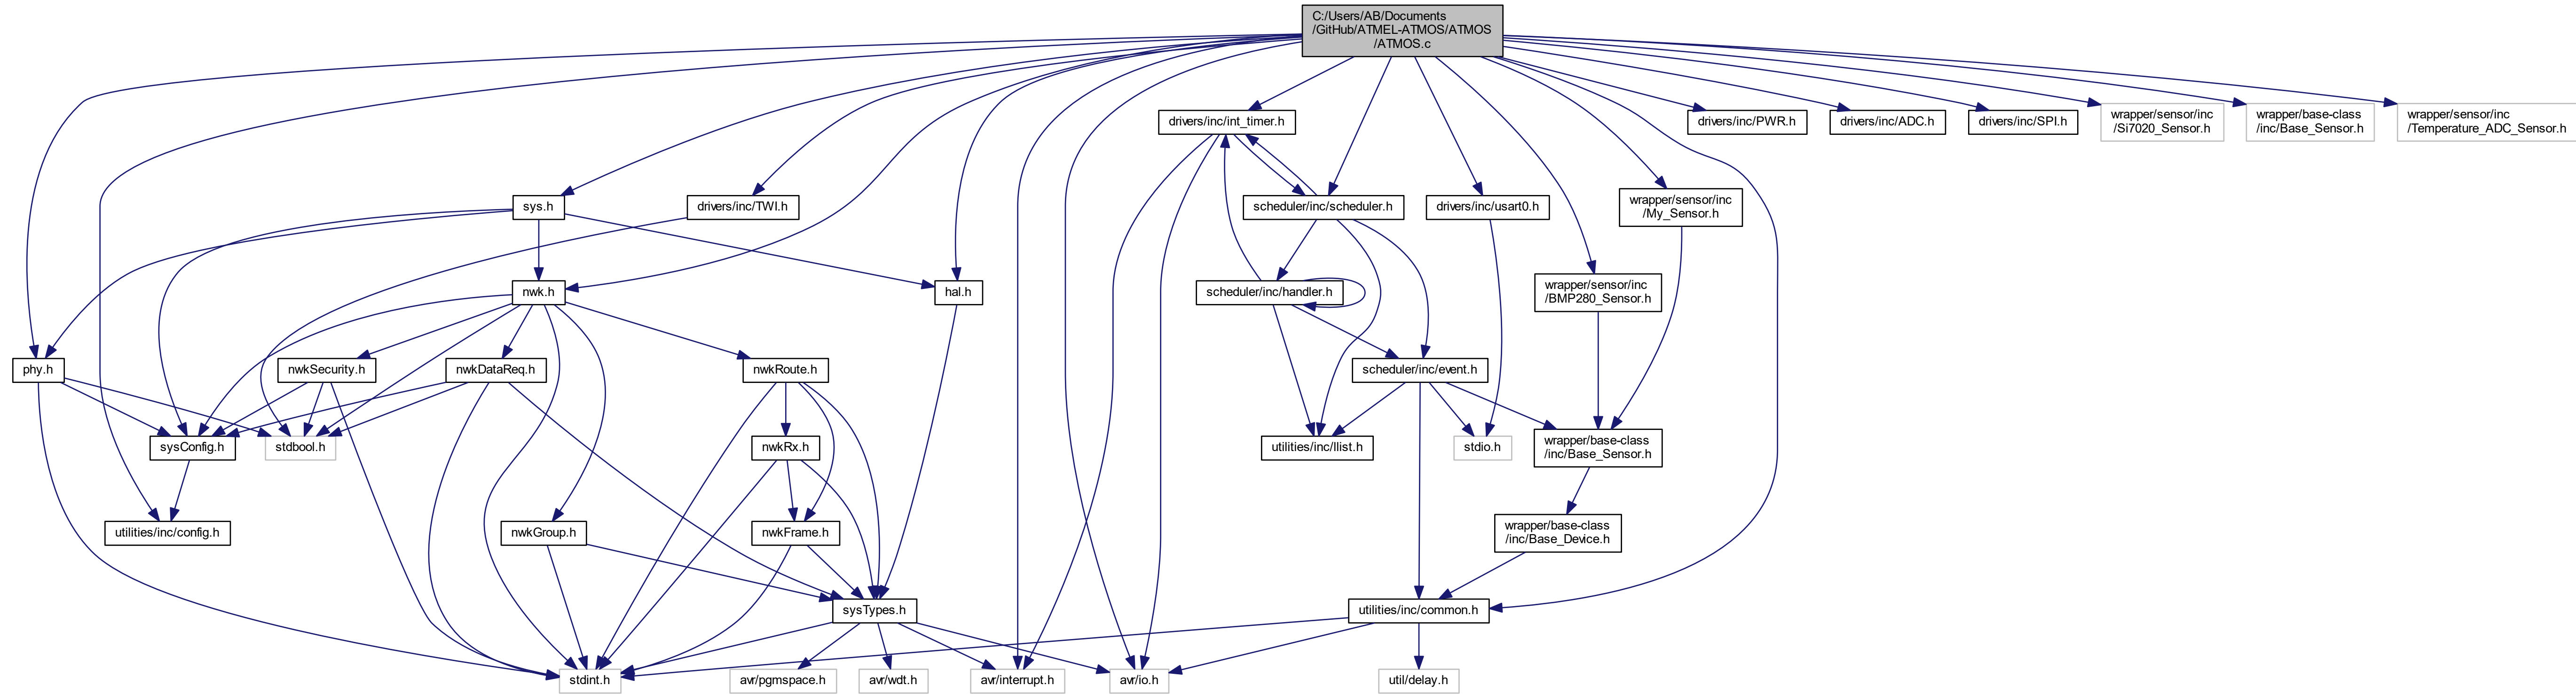 C:/Users/AB/Documents
/GitHub/ATMEL-ATMOS/ATMOS
/ATMOS.c
drivers/inc/int_timer.h
drivers/inc/PWR.h
drivers/inc/ADC.h
drivers/inc/SPI.h
wrapper/sensor/inc
/Si7020_Sensor.h
wrapper/base-class
/inc/Base_Sensor.h
wrapper/sensor/inc
/Temperature_ADC_Sensor.h
sys.h
drivers/inc/TWI.h
scheduler/inc/scheduler.h
drivers/inc/usart0.h
wrapper/sensor/inc
/My_Sensor.h
nwk.h
hal.h
scheduler/inc/handler.h
wrapper/sensor/inc
/BMP280_Sensor.h
phy.h
nwkSecurity.h
nwkDataReq.h
nwkRoute.h
scheduler/inc/event.h
sysConfig.h
stdbool.h
nwkRx.h
utilities/inc/llist.h
stdio.h
wrapper/base-class
/inc/Base_Sensor.h
utilities/inc/config.h
nwkGroup.h
nwkFrame.h
wrapper/base-class
/inc/Base_Device.h
sysTypes.h
utilities/inc/common.h
stdint.h
avr/pgmspace.h
avr/wdt.h
avr/interrupt.h
avr/io.h
util/delay.h